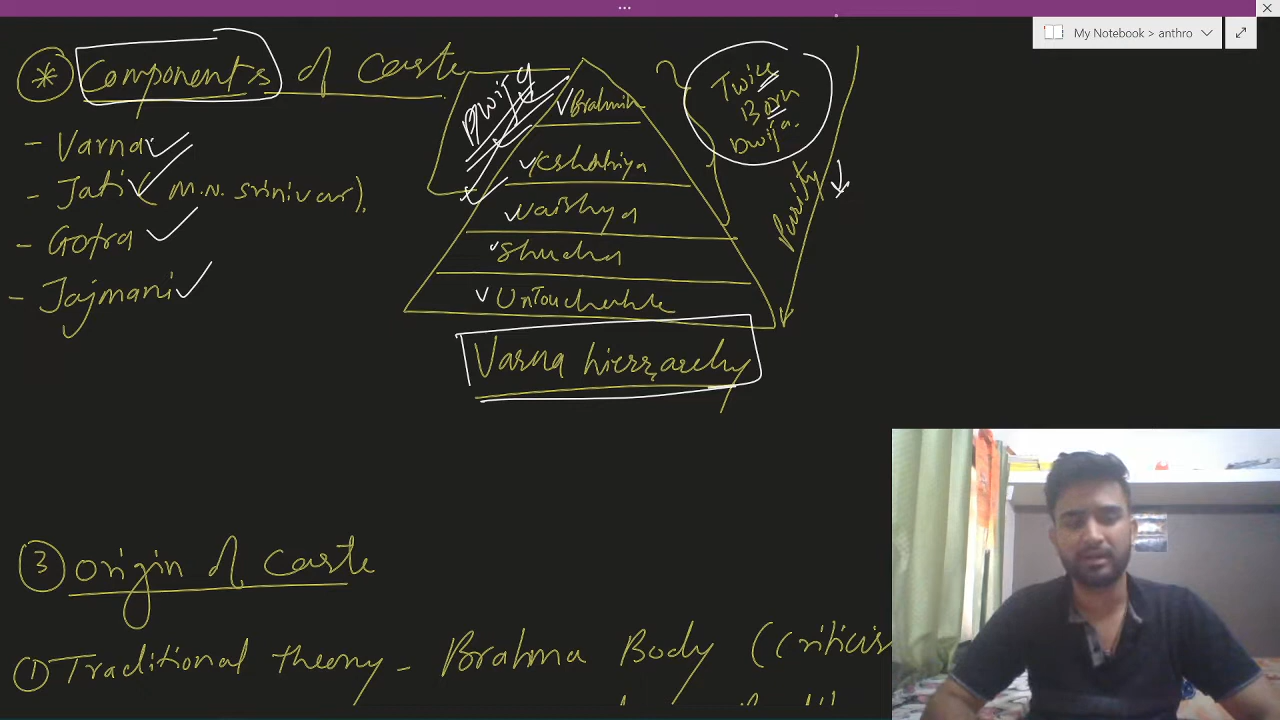 My Notebook > anthro
* Components of Caste
- Varna
- Jati (M.N. Srinivas).
- Gotra
- Jajmani
Dwija
Brahmin
Kshatriya
Vaishya
Shudra
Untouchable
Varna hierrarchy
Twice
Born
Dwija.
Purity
3 origin of caste
1 Traditional theory - Brahma Body (criticis